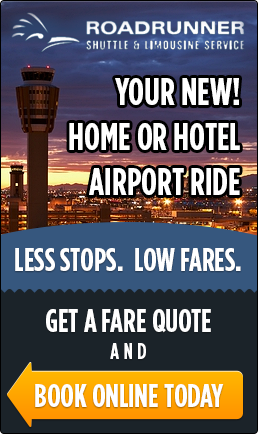 ROADRUNNER
SHUTTLE & LIMOUSINE SERVICE
YOUR NEW!
HOME OR HOTEL
AIRPORT RIDE
LESS STOPS. LOW FARES.
GET A FARE QUOTE
AND
BOOK ONLINE TODAY